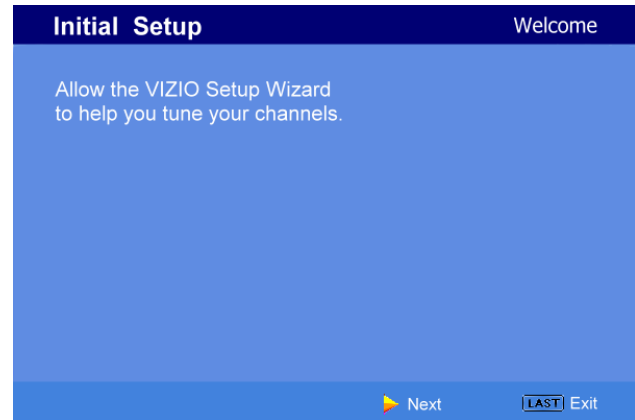 Initial Setup Welcome
Allow the VIZIO Setup Wizard
to help you tune your channels.
Next LAST Exit